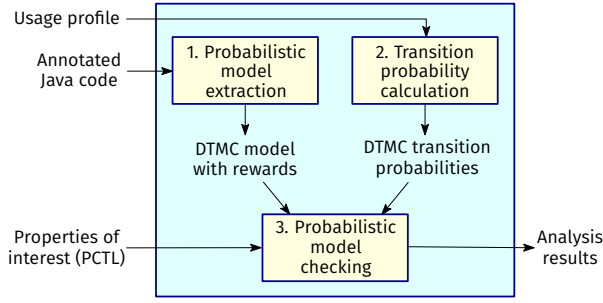 Usage profile
Annotated
Java code
1. Probabilistic
model
extraction
2. Transition
probability
calculation
DTMC model
with rewards
DTMC transition
probabilities
Properties of
interest (PCTL)
3. Probabilistic
model
checking
Analysis
results